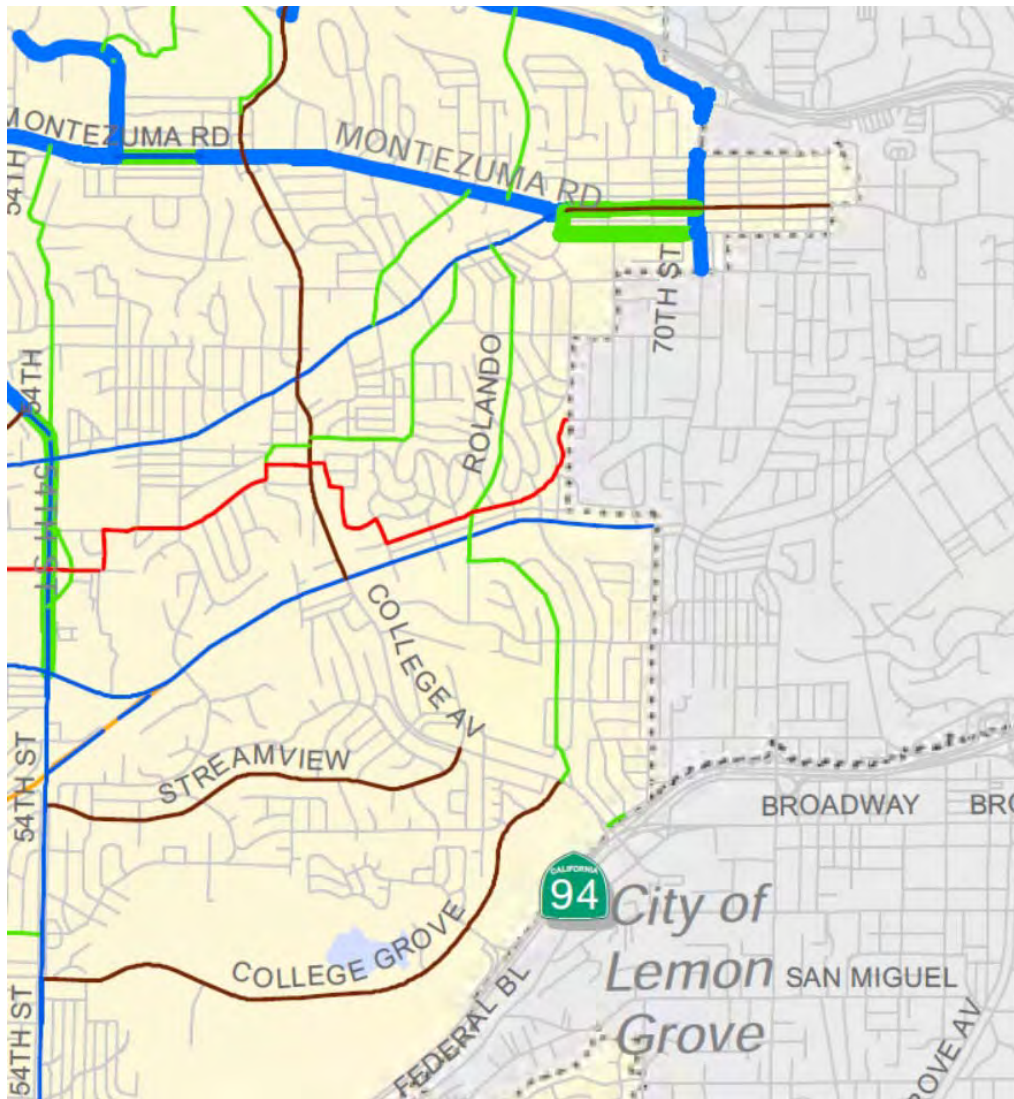 MONTEZUMA RD
MONTEZUMA RD
54TH
70TH ST
54TH
ROLANDO
COLLEGE AV
STREAMVIEW
54TH ST
BROADWAY
CALIFORNIA
94
City of
Lemon
Grove
COLLEGE GROVE
SAN MIGUEL
FEDERAL BL
54TH ST
ROVE AV
BRO